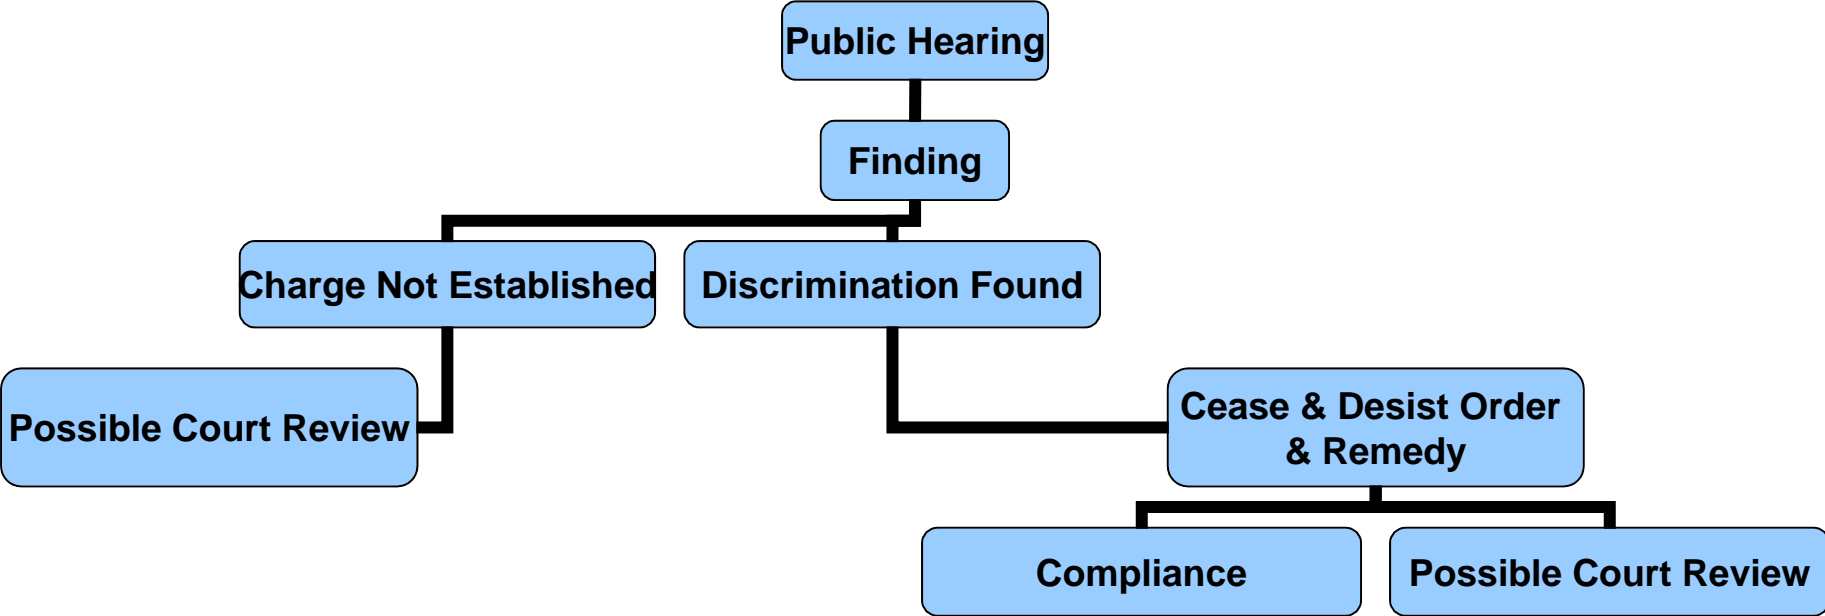 Public Hearing
Finding
Charge Not Established
Discrimination Found
Possible Court Review
Cease & Desist Order
& Remedy
Compliance
Possible Court Review